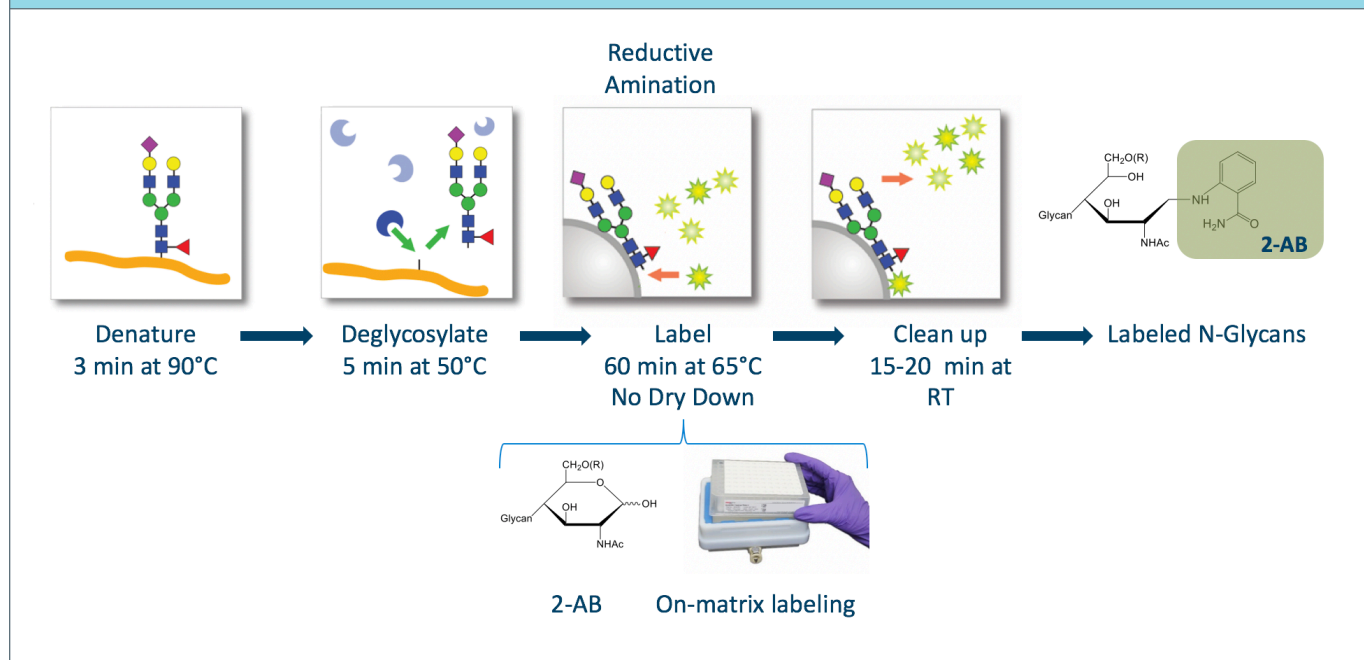 Reductive
Amination
Denature
3 min at 90°C
Deglycosylate
5 min at 50°C
Label
60 min at 65°C
No Dry Down
Clean up
15-20 min at
RT
Labeled N-Glycans
CH₂O(R)
OH
OH
Glycan
NHAc
NH
H₂N
O
2-AB
CH₂O(R)
O
OH
OH
Glycan
NHAc
2-AB
On-matrix labeling